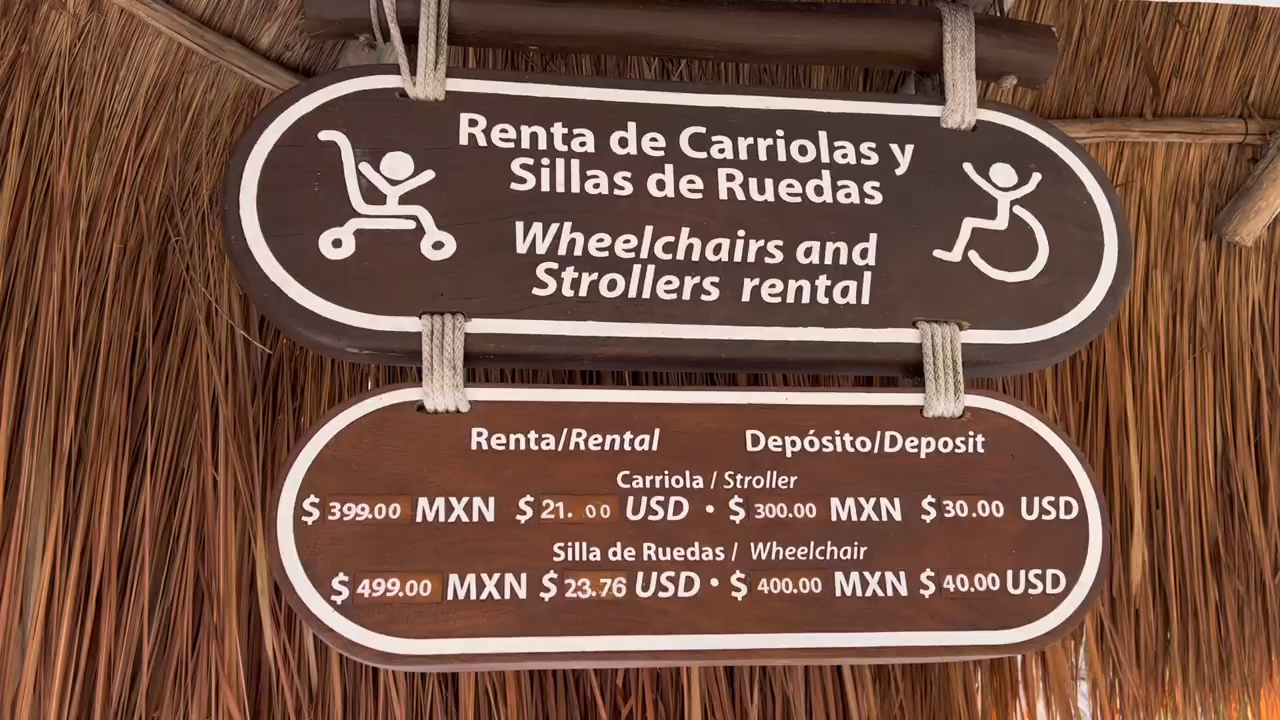 Renta de Carriolas y
Sillas de Ruedas
Wheelchairs and
Strollers rental
Renta/Rental Depósito/Deposit
Carriola / Stroller
$ 399.00 MXN $ 21. 00 USD • $ 300.00 MXN $ 30.00 USD
Silla de Ruedas / Wheelchair
$ 499.00 MXN $ 23.76 USD • $ 400.00 MXN $ 40.00 USD